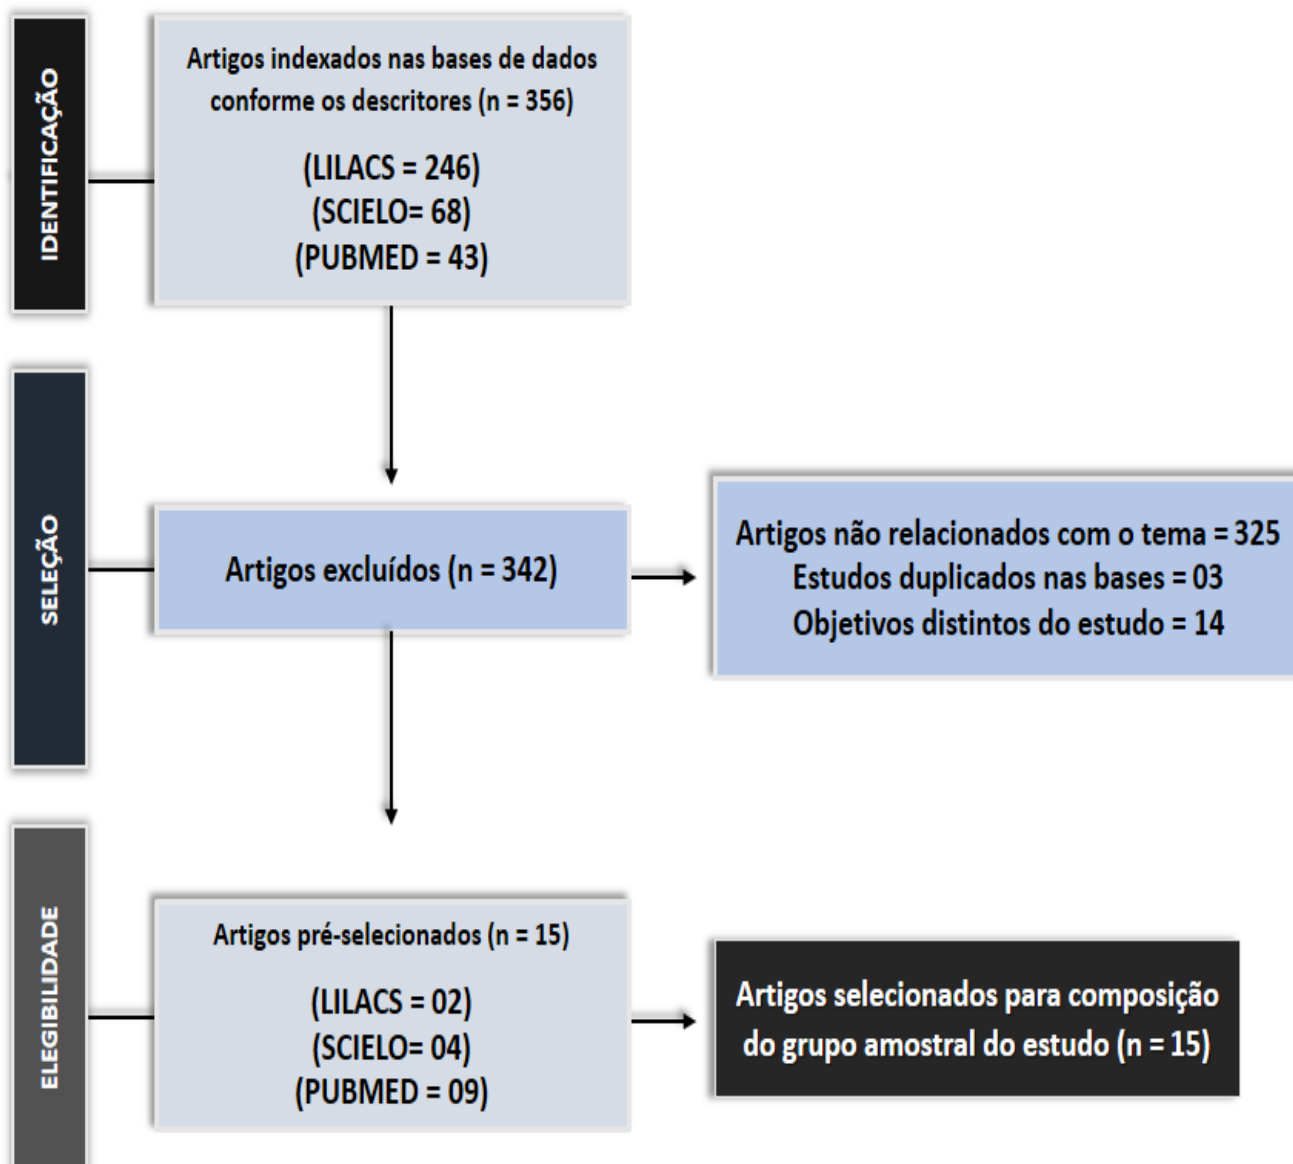 IDENTIFICAÇÃO
Artigos indexados nas bases de dados
conforme os descritores (n = 356)
(LILACS = 246)
(SCIELO= 68)
(PUBMED = 43)
SELEÇÃO
Artigos excluídos (n = 342)
Artigos não relacionados com o tema = 325
Estudos duplicados nas bases = 03
Objetivos distintos do estudo = 14
ELEGIBILIDADE
Artigos pré-selecionados (n = 15)
(LILACS = 02)
(SCIELO= 04)
(PUBMED = 09)
Artigos selecionados para composição
do grupo amostral do estudo (n = 15)